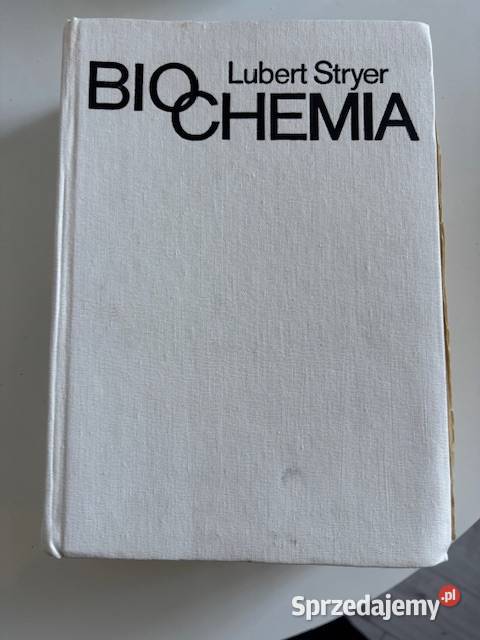 Lubert Stryer
BIOCHEMIA
Sprzedajemy.pl